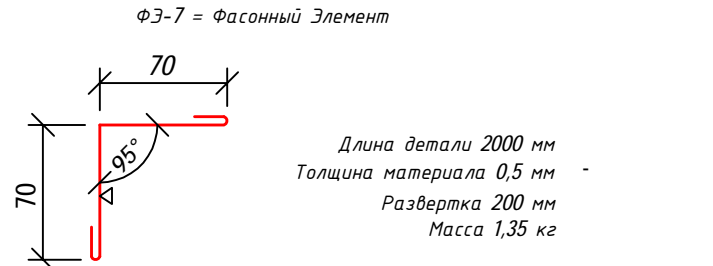 ФЭ-7 = Фасонный Элемент
70
95°
70
Длина детали 2000 мм
Толщина материала 0,5 мм -
Развертка 200 мм
Масса 1,35 кг